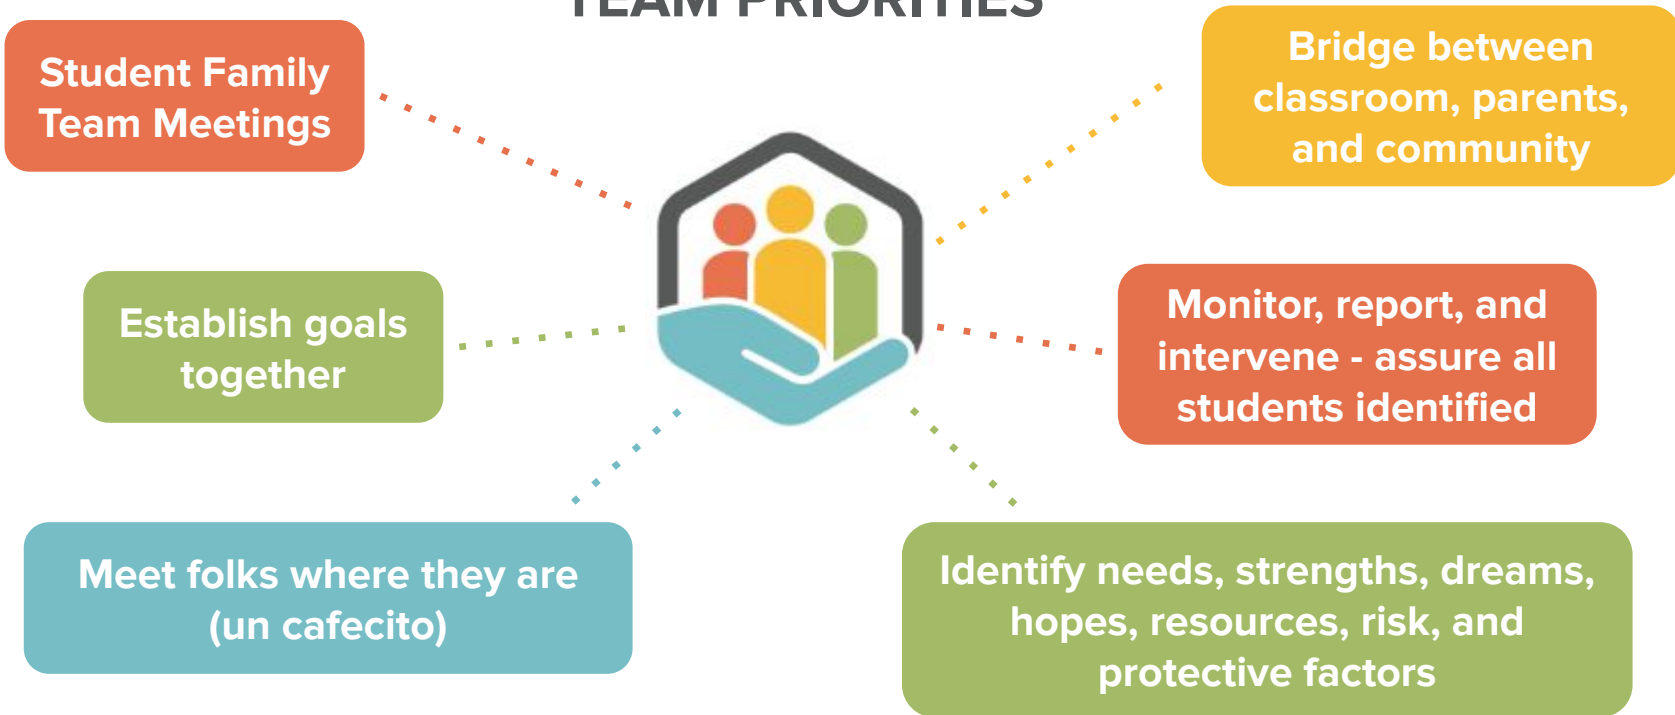 TEAM PRIORITIES
Student Family
Team Meetings
Bridge between
classroom, parents,
and community
Establish goals
together
Monitor, report, and
intervene - assure all
students identified
Meet folks where they are
(un cafecito)
Identify needs, strengths, dreams,
hopes, resources, risk, and
protective factors